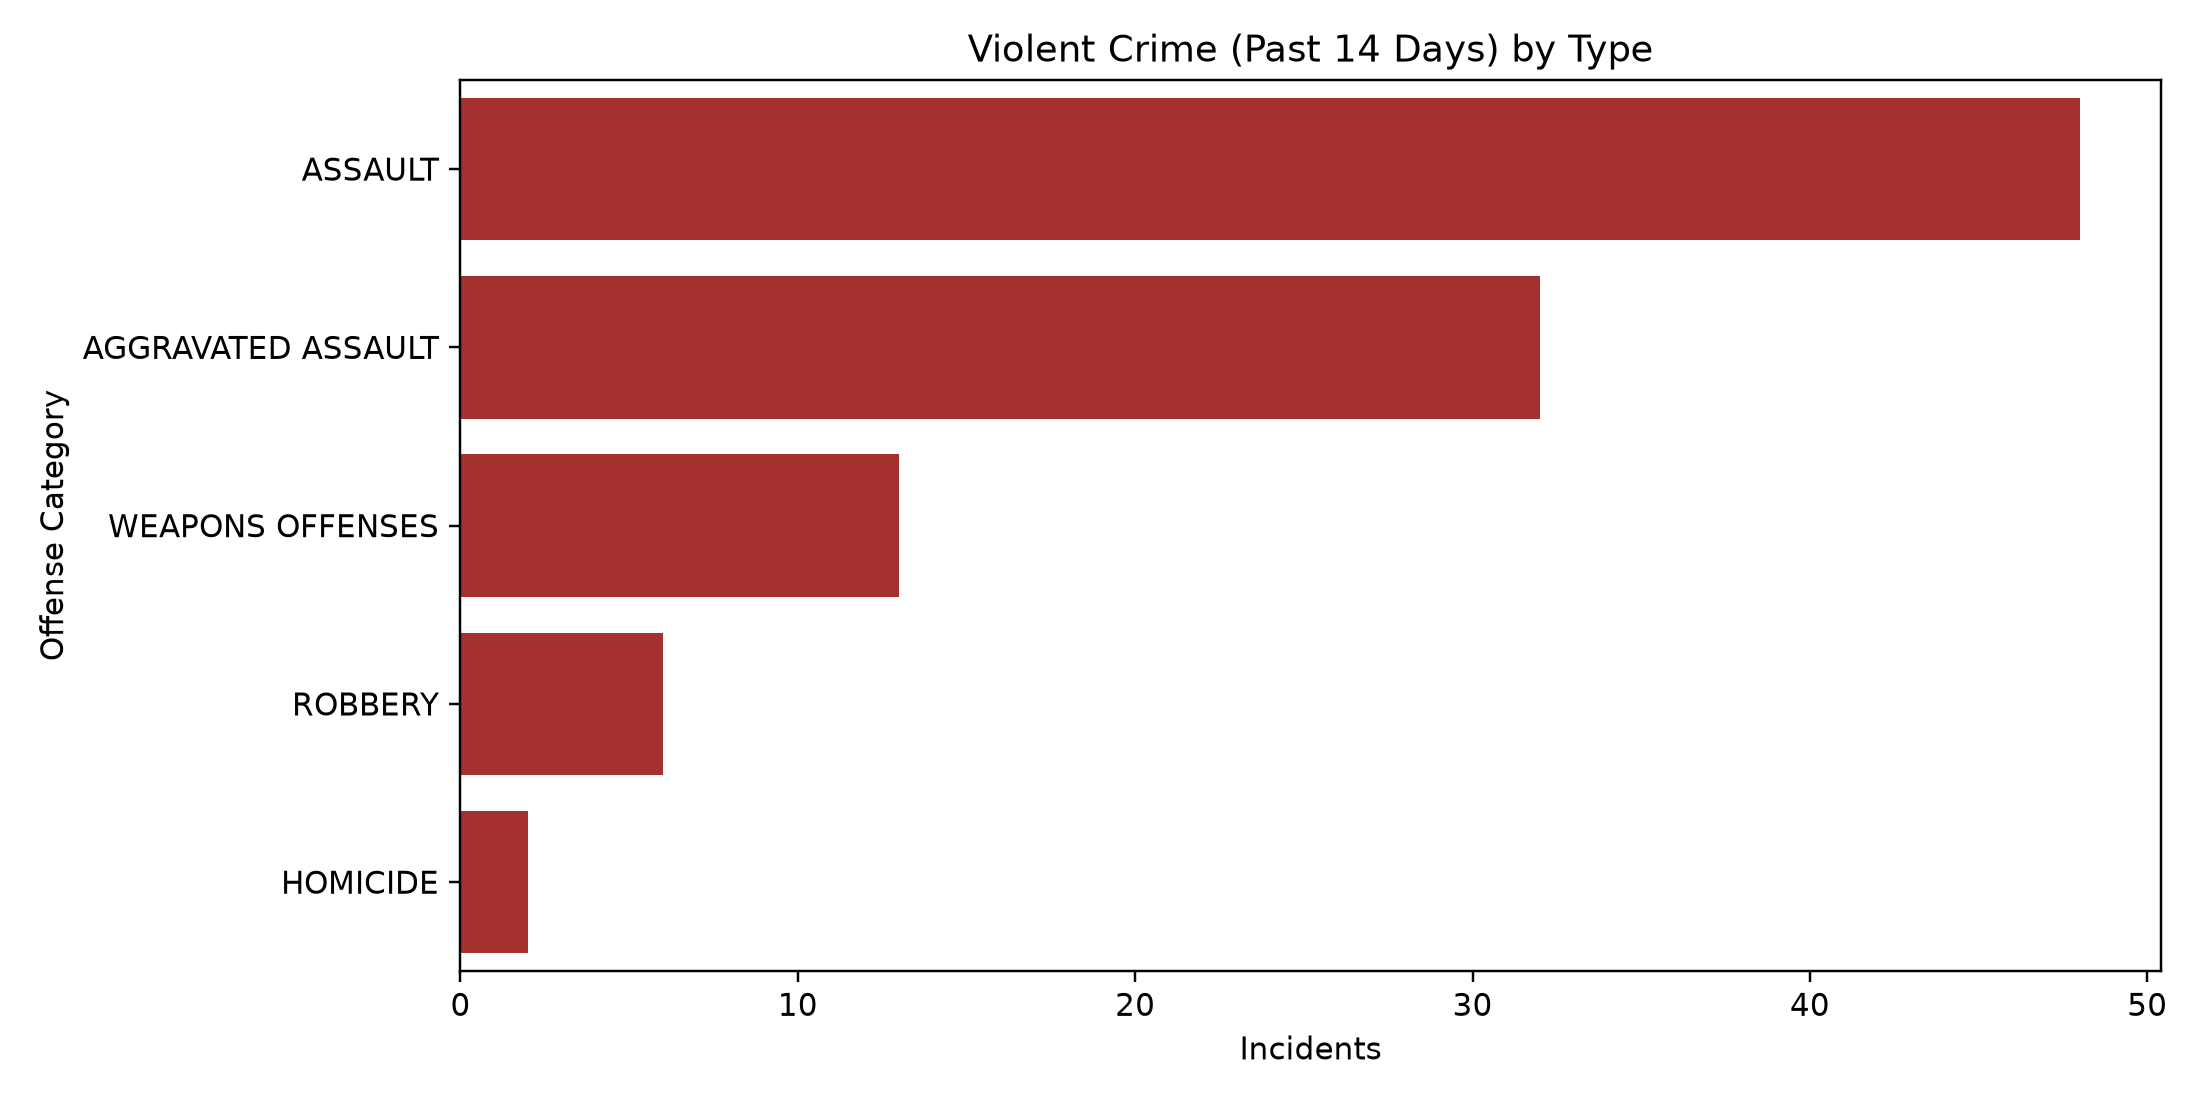 Violent Crime (Past 14 Days) by Type
ASSAULT
AGGRAVATED ASSAULT
WEAPONS OFFENSES
ROBBERY
HOMICIDE
Offense Category
0 10 20 30 40 50
Incidents